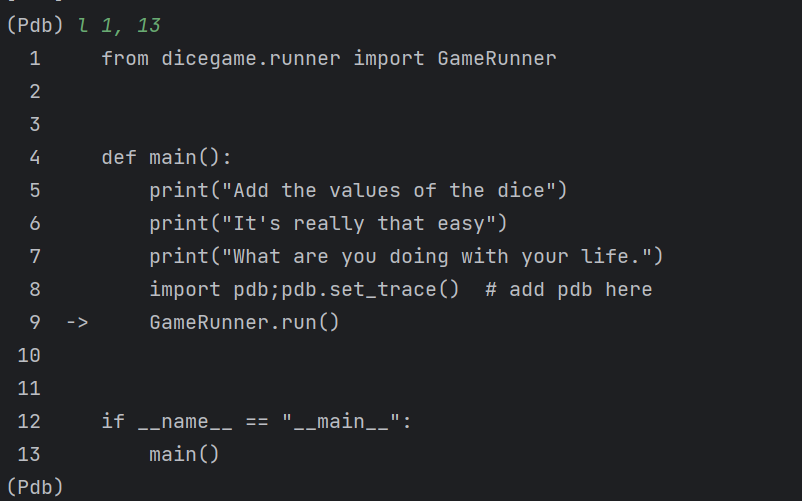 (Pdb) l 1, 13
  1     from dicegame.runner import GameRunner
  2
  3
  4     def main():
  5         print("Add the values of the dice")
  6         print("It's really that easy")
  7         print("What are you doing with your life.")
  8         import pdb;pdb.set_trace()  # add pdb here
  9  ->     GameRunner.run()
 10
 11
 12     if __name__ == "__main__":
 13         main()
(Pdb)